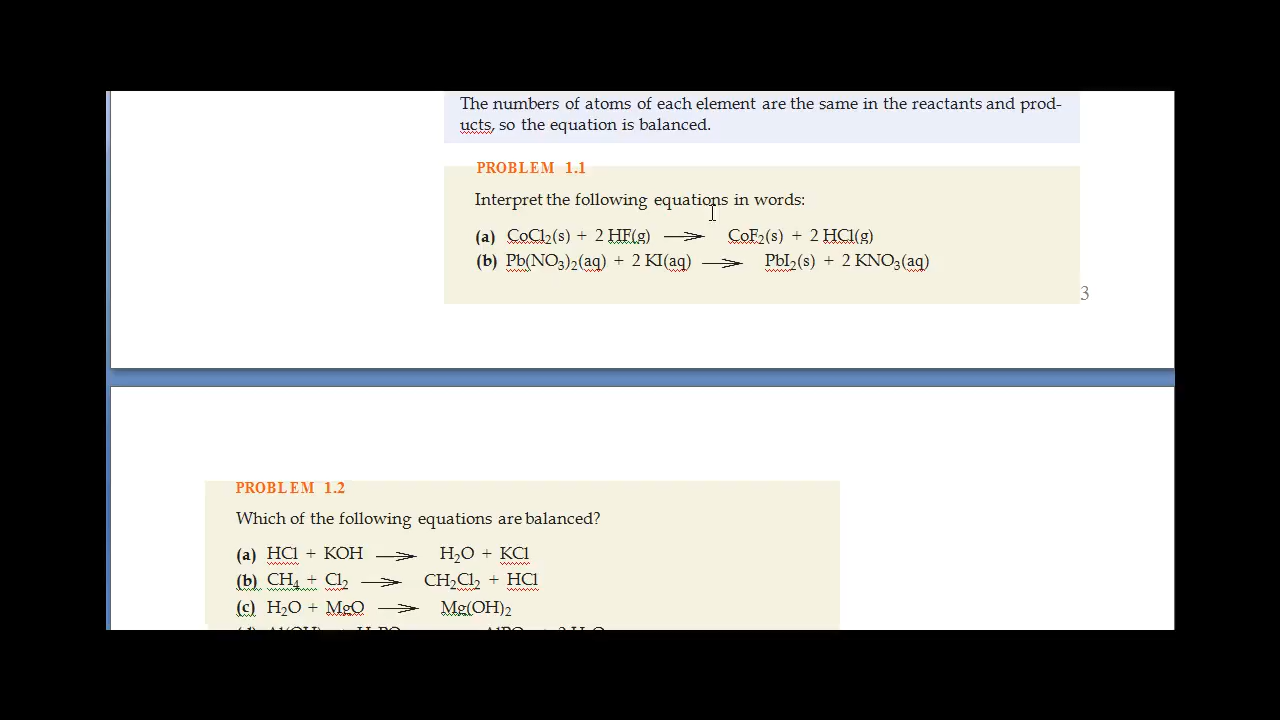 The numbers of atoms of each element are the same in the reactants and prod-
ucts, so the equation is balanced.
PROBLEM 1.1
Interpret the following equations in words:
(a) CoCl₂(s) + 2 HF(g) ⟶ CoF₂(s) + 2 HCl(g)
(b) Pb(NO₃)₂(aq) + 2 KI(aq) ⟶ PbI₂(s) + 2 KNO₃(aq)
3
PROBLEM 1.2
Which of the following equations are balanced?
(a) HCl + KOH ⟶ H₂O + KCl
(b) CH₄ + Cl₂ ⟶ CH₂Cl₂ + HCl
(c) H₂O + MgO ⟶ Mg(OH)₂